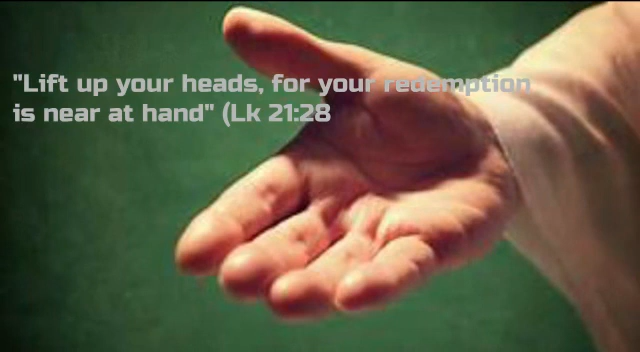 "Lift up your heads, for your redemption
is near at hand" (Lk 21:28